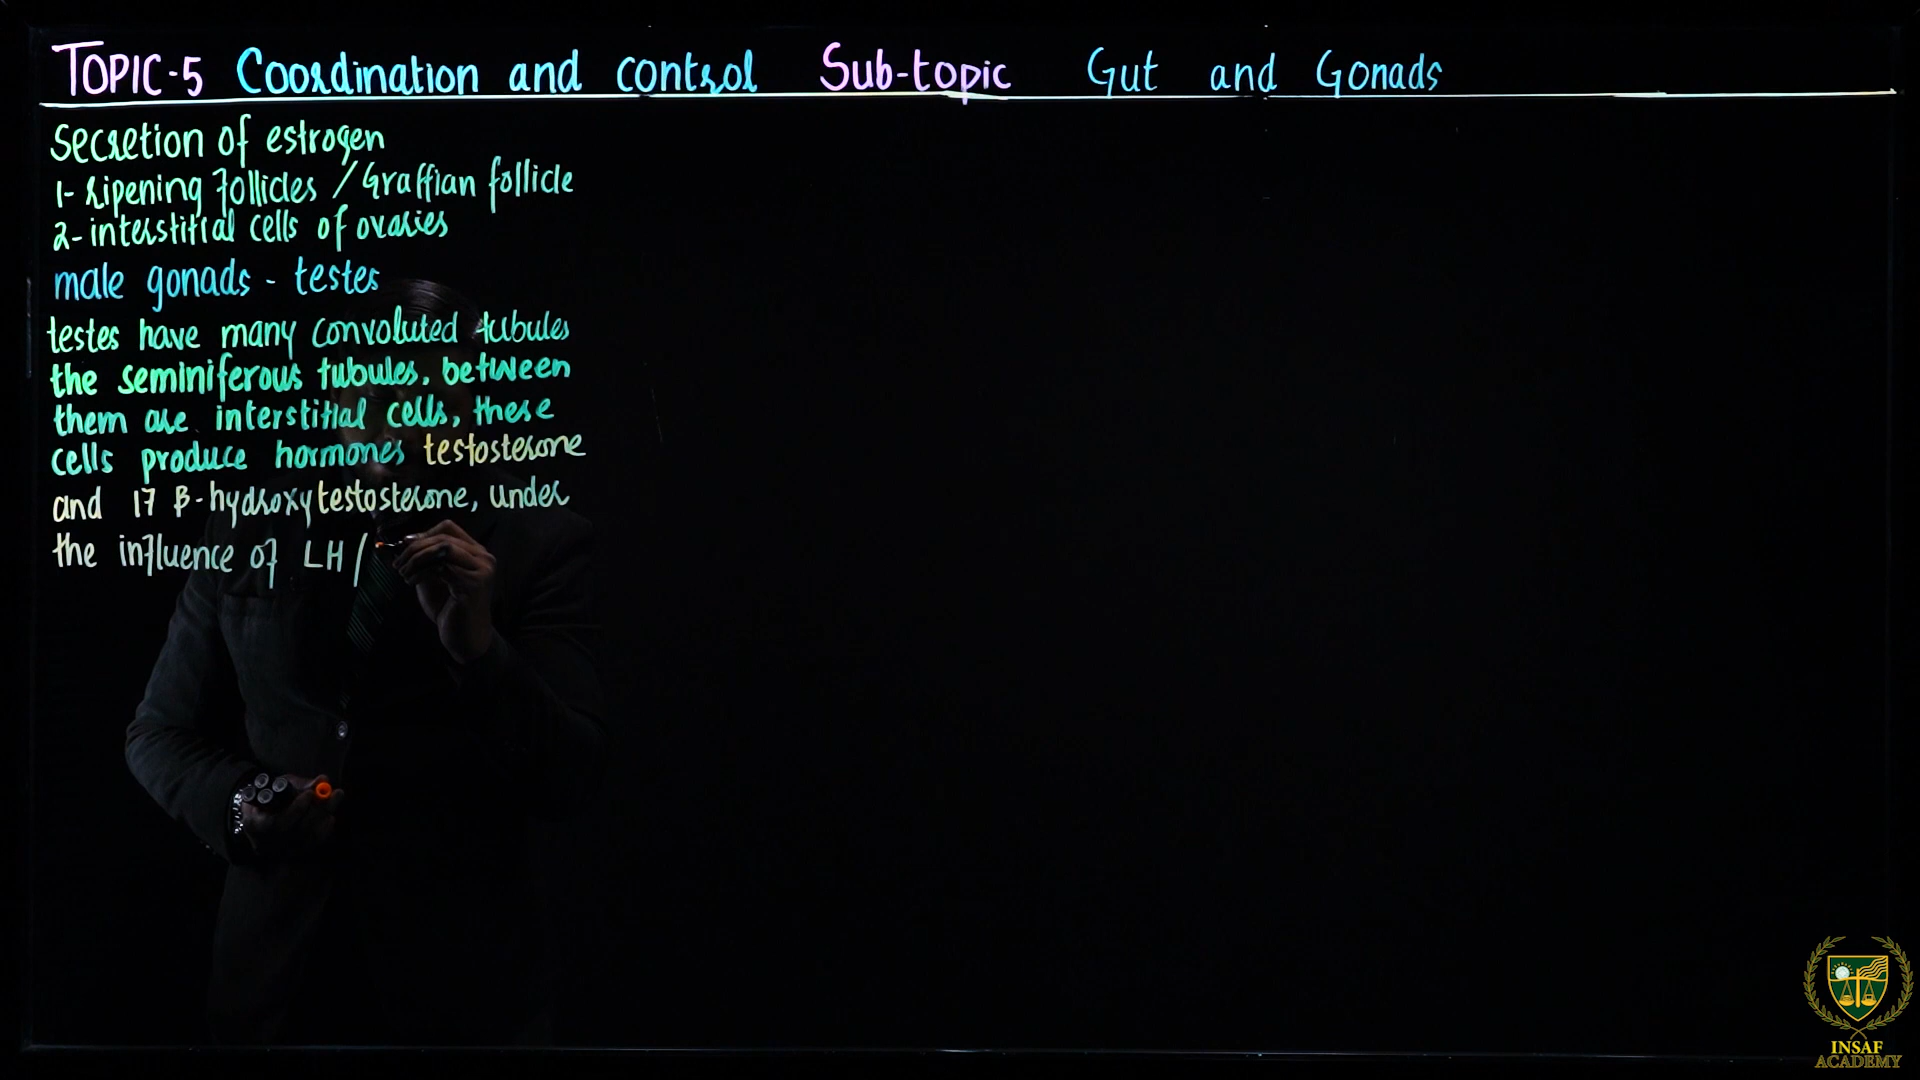 TOPIC-5 Coordination and control Sub-topic Gut and Gonads
Secretion of estrogen
1- ripening follicles / Graffian follicle
2- interstitial cells of ovaries
male gonads - testes
testes have many convoluted tubules
the seminiferous tubules, between
them are interstitial cells, these
cells produce hormones testosterone
and 17 β-hydroxytestosterone, under
the influence of LH /
INSAF
ACADEMY